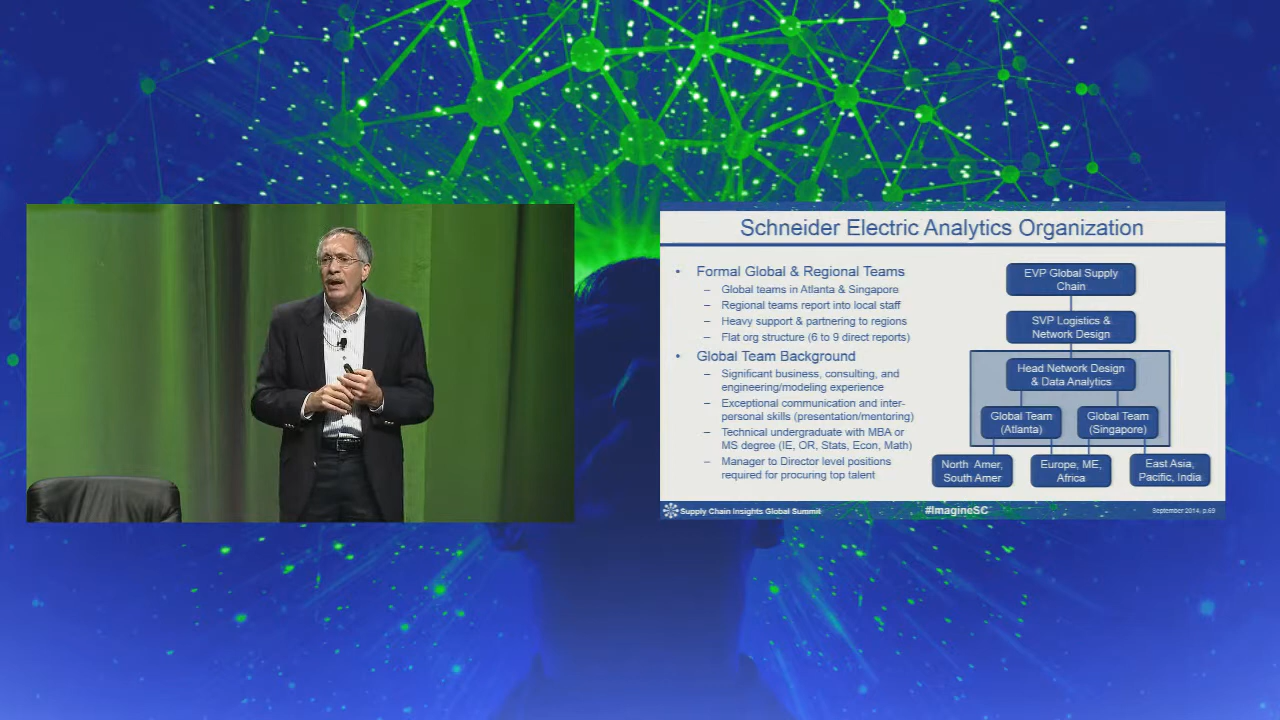 Schneider Electric Analytics Organization
• Formal Global & Regional Teams
– Global teams in Atlanta & Singapore
– Regional teams report into local staff
– Heavy support & partnering to regions
– Flat org structure (6 to 9 direct reports)
• Global Team Background
– Significant business, consulting, and
engineering/modeling experience
– Exceptional communication and inter-
personal skills (presentation/mentoring)
– Technical undergraduate with MBA or
MS degree (IE, OR, Stats, Econ, Math)
– Manager to Director level positions
required for procuring top talent
EVP Global Supply
Chain
SVP Logistics &
Network Design
Head Network Design
& Data Analytics
Global Team
(Atlanta)
Global Team
(Singapore)
North Amer,
South Amer
Europe, ME,
Africa
East Asia,
Pacific, India
Supply Chain Insights Global Summit
#ImagineSC
September 2014, p.69